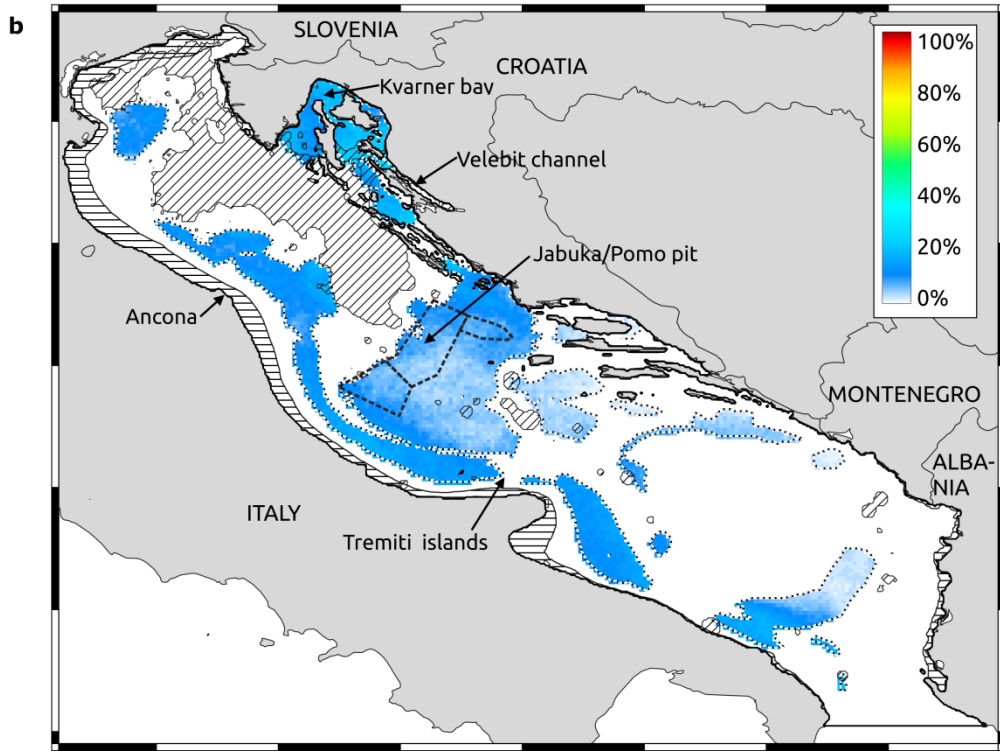 b
SLOVENIA
CROATIA
Kvarner bav
Velebit channel
Jabuka/Pomo pit
Ancona
MONTENEGRO
ALBA-
NIA
ITALY
Tremiti islands
100%
80%
60%
40%
20%
0%